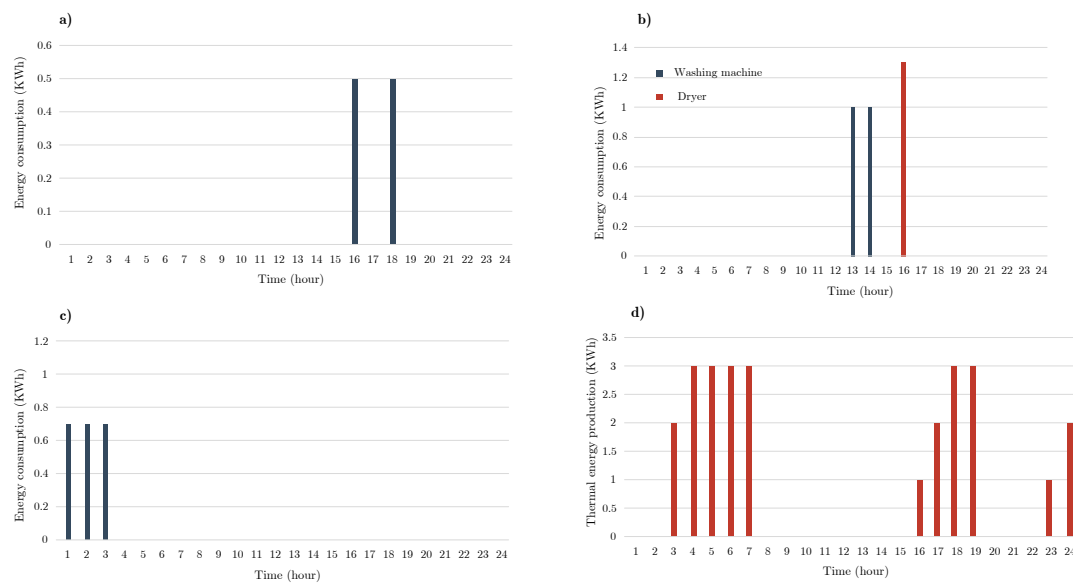 a)
Energy consumption (KWh)
0.6
0.5
0.4
0.3
0.2
0.1
0
1 2 3 4 5 6 7 8 9 10 11 12 13 14 15 16 17 18 19 20 21 22 23 24
Time (hour)
b)
Energy consumption (KWh)
1.4
1.2
1
0.8
0.6
0.4
0.2
0
Washing machine
Dryer
1 2 3 4 5 6 7 8 9 10 11 12 13 14 15 16 17 18 19 20 21 22 23 24
Time (hour)
c)
Energy consumption (KWh)
1.2
1
0.8
0.6
0.4
0.2
0
1 2 3 4 5 6 7 8 9 10 11 12 13 14 15 16 17 18 19 20 21 22 23 24
Time (hour)
d)
Thermal energy production (KWh)
3.5
3
2.5
2
1.5
1
0.5
0
1 2 3 4 5 6 7 8 9 10 11 12 13 14 15 16 17 18 19 20 21 22 23 24
Time (hour)